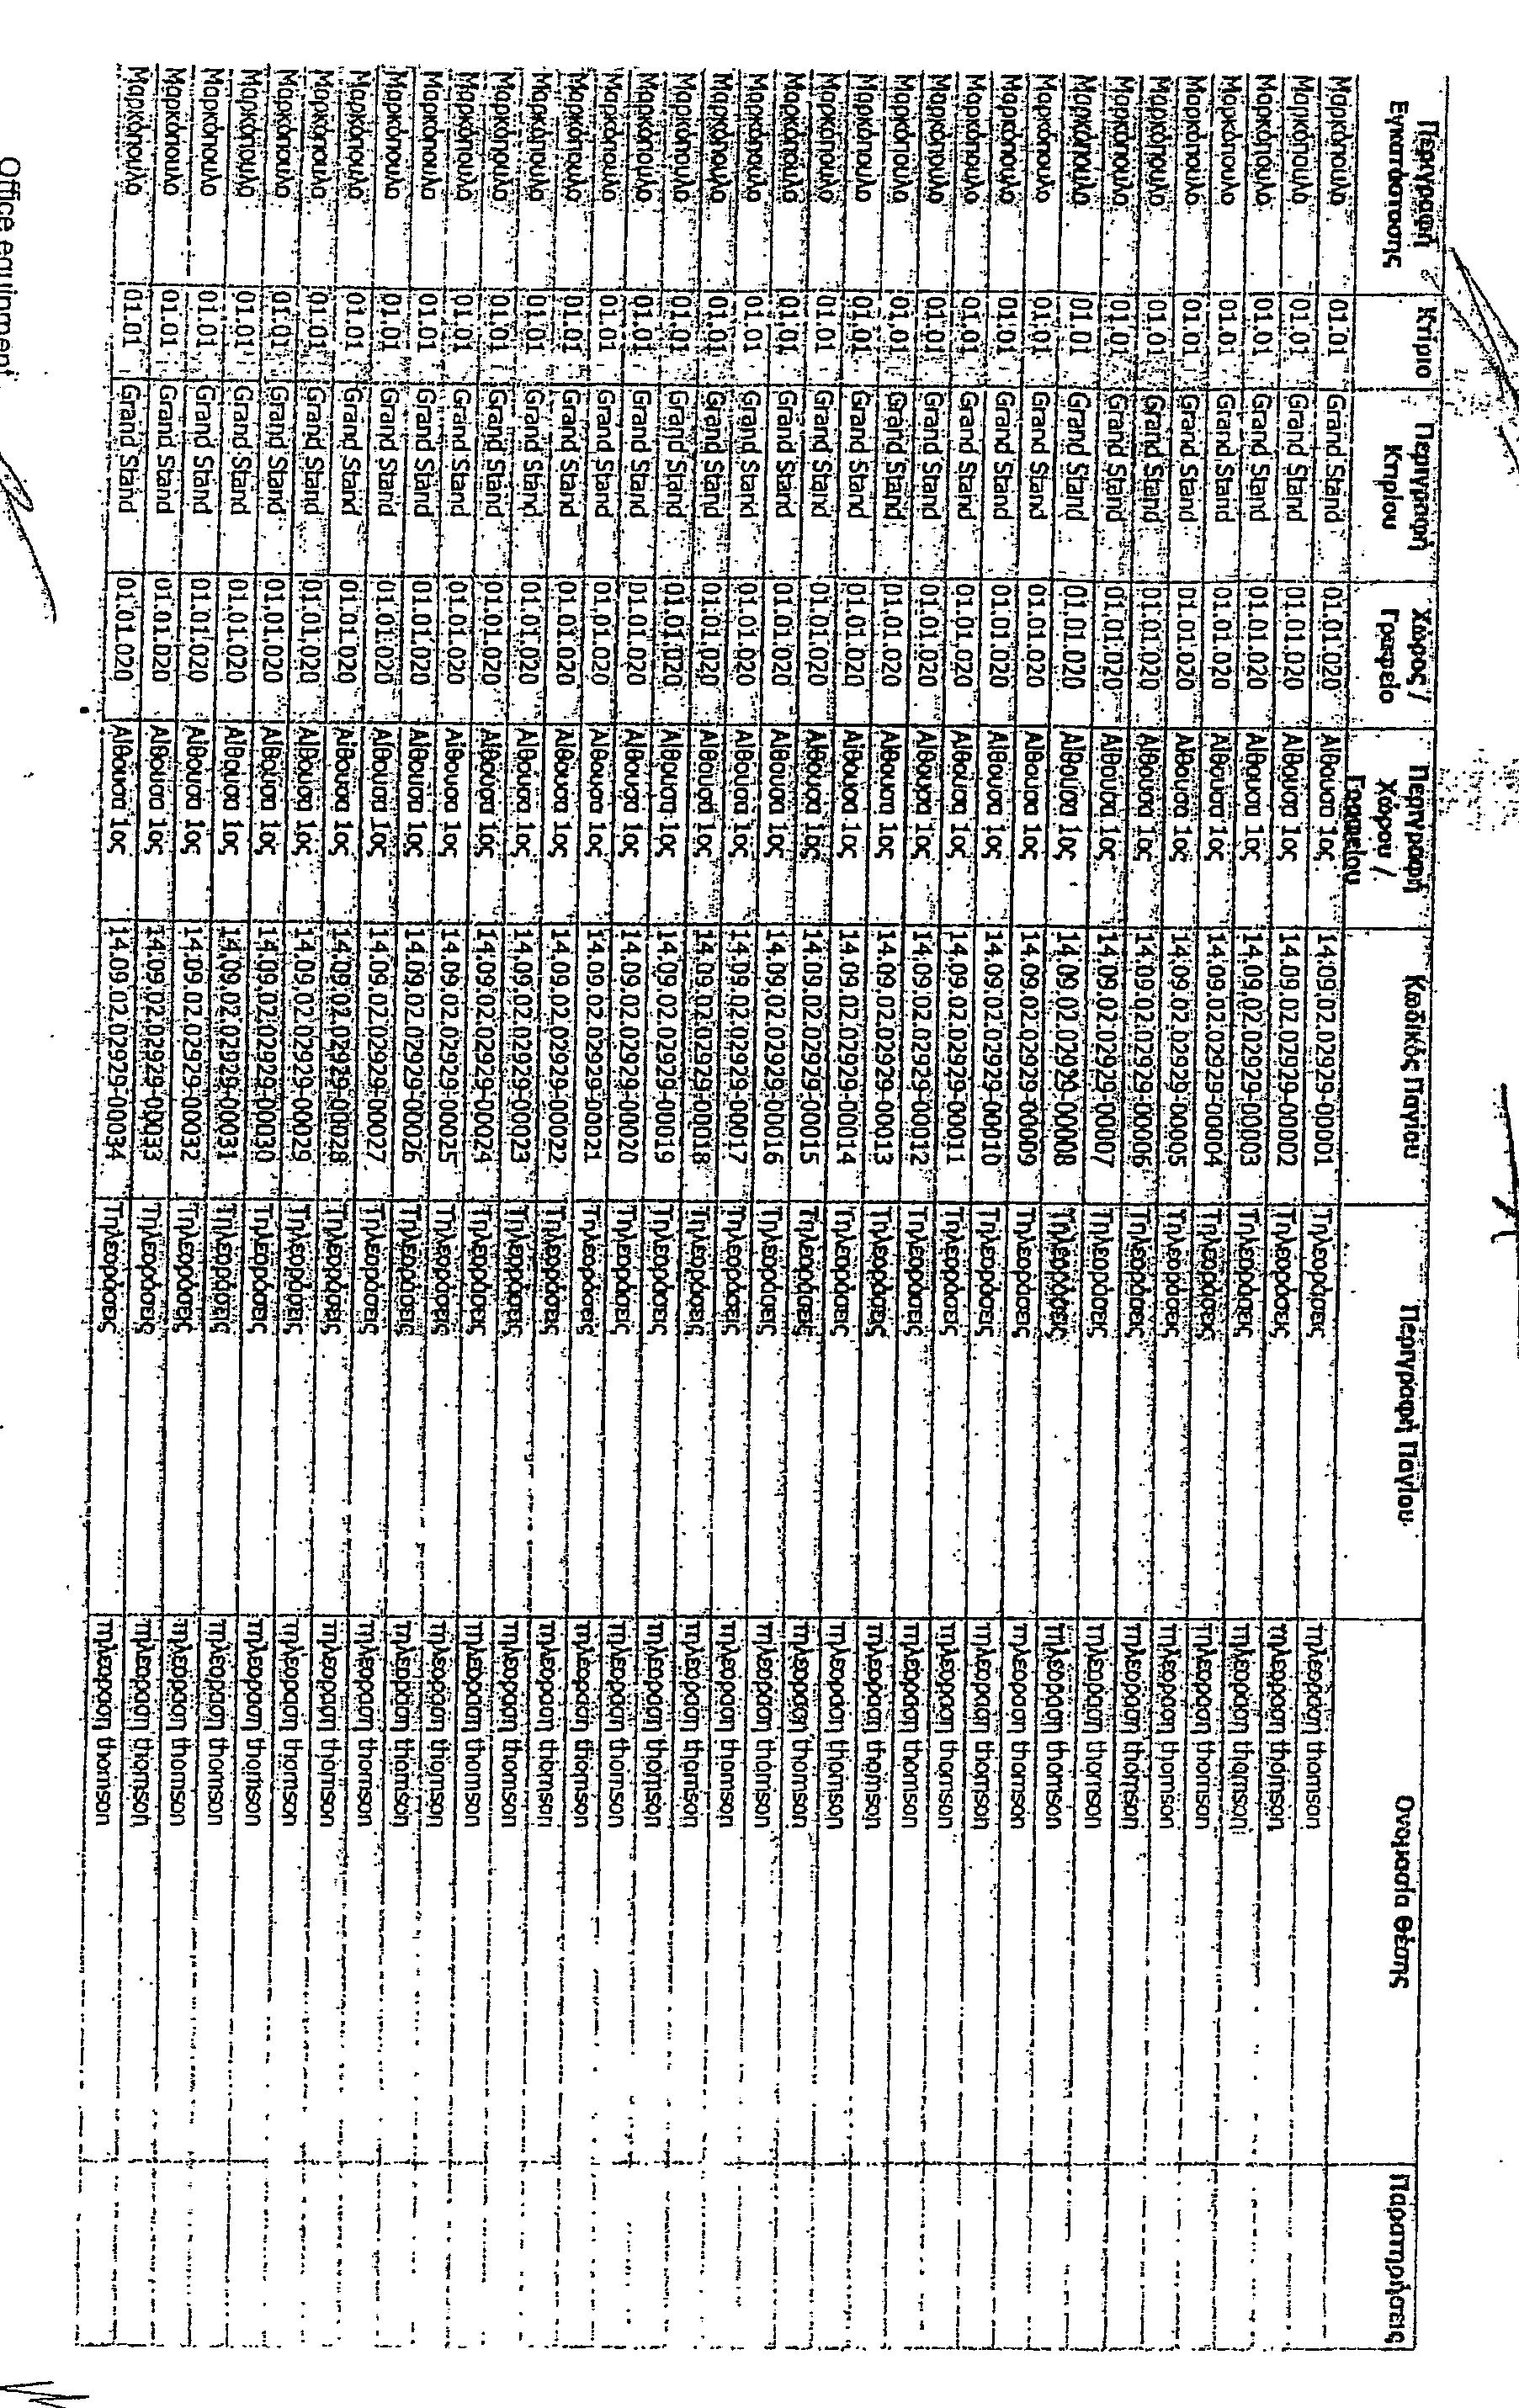 Περιγραφή Εγκατάστασης Κτίριο Περιγραφή Κτιρίου Χώρος / Γραφείο Περιγραφή Χώρου / Γραφείου Κωδικός Παγίου Περιγραφή Παγίου Ονομασία Θέσης Παρατηρήσεις
Μαρκόπουλο 01.01 Grand Stand 01.01.020 Αίθουσα 1ος 14.09.02.02929-00001 Τηλεοράσεις τηλεόραση thomson
Μαρκόπουλο 01.01 Grand Stand 01.01.020 Αίθουσα 1ος 14.09.02.02929-00002 Τηλεοράσεις τηλεόραση thomson
Μαρκόπουλο 01.01 Grand Stand 01.01.020 Αίθουσα 1ος 14.09.02.02929-00003 Τηλεοράσεις τηλεόραση thomson
Μαρκόπουλο 01.01 Grand Stand 01.01.020 Αίθουσα 1ος 14.09.02.02929-00004 Τηλεοράσεις τηλεόραση thomson
Μαρκόπουλο 01.01 Grand Stand 01.01.020 Αίθουσα 1ος 14.09.02.02929-00005 Τηλεοράσεις τηλεόραση thomson
Μαρκόπουλο 01.01 Grand Stand 01.01.020 Αίθουσα 1ος 14.09.02.02929-00006 Τηλεοράσεις τηλεόραση thomson
Μαρκόπουλο 01.01 Grand Stand 01.01.020 Αίθουσα 1ος 14.09.02.02929-00007 Τηλεοράσεις τηλεόραση thomson
Μαρκόπουλο 01.01 Grand Stand 01.01.020 Αίθουσα 1ος 14.09.02.02929-00008 Τηλεοράσεις τηλεόραση thomson
Μαρκόπουλο 01.01 Grand Stand 01.01.020 Αίθουσα 1ος 14.09.02.02929-00009 Τηλεοράσεις τηλεόραση thomson
Μαρκόπουλο 01.01 Grand Stand 01.01.020 Αίθουσα 1ος 14.09.02.02929-00010 Τηλεοράσεις τηλεόραση thomson
Μαρκόπουλο 01.01 Grand Stand 01.01.020 Αίθουσα 1ος 14.09.02.02929-00011 Τηλεοράσεις τηλεόραση thomson
Μαρκόπουλο 01.01 Grand Stand 01.01.020 Αίθουσα 1ος 14.09.02.02929-00012 Τηλεοράσεις τηλεόραση thomson
Μαρκόπουλο 01.01 Grand Stand 01.01.020 Αίθουσα 1ος 14.09.02.02929-00013 Τηλεοράσεις τηλεόραση thomson
Μαρκόπουλο 01.01 Grand Stand 01.01.020 Αίθουσα 1ος 14.09.02.02929-00014 Τηλεοράσεις τηλεόραση thomson
Μαρκόπουλο 01.01 Grand Stand 01.01.020 Αίθουσα 1ος 14.09.02.02929-00015 Τηλεοράσεις τηλεόραση thomson
Μαρκόπουλο 01.01 Grand Stand 01.01.020 Αίθουσα 1ος 14.09.02.02929-00016 Τηλεοράσεις τηλεόραση thomson
Μαρκόπουλο 01.01 Grand Stand 01.01.020 Αίθουσα 1ος 14.09.02.02929-00017 Τηλεοράσεις τηλεόραση thomson
Μαρκόπουλο 01.01 Grand Stand 01.01.020 Αίθουσα 1ος 14.09.02.02929-00018 Τηλεοράσεις τηλεόραση thomson
Μαρκόπουλο 01.01 Grand Stand 01.01.020 Αίθουσα 1ος 14.09.02.02929-00019 Τηλεοράσεις τηλεόραση thomson
Μαρκόπουλο 01.01 Grand Stand 01.01.020 Αίθουσα 1ος 14.09.02.02929-00020 Τηλεοράσεις τηλεόραση thomson
Μαρκόπουλο 01.01 Grand Stand 01.01.020 Αίθουσα 1ος 14.09.02.02929-00021 Τηλεοράσεις τηλεόραση thomson
Μαρκόπουλο 01.01 Grand Stand 01.01.020 Αίθουσα 1ος 14.09.02.02929-00022 Τηλεοράσεις τηλεόραση thomson
Μαρκόπουλο 01.01 Grand Stand 01.01.020 Αίθουσα 1ος 14.09.02.02929-00023 Τηλεοράσεις τηλεόραση thomson
Μαρκόπουλο 01.01 Grand Stand 01.01.020 Αίθουσα 1ος 14.09.02.02929-00024 Τηλεοράσεις τηλεόραση thomson
Μαρκόπουλο 01.01 Grand Stand 01.01.020 Αίθουσα 1ος 14.09.02.02929-00025 Τηλεοράσεις τηλεόραση thomson
Μαρκόπουλο 01.01 Grand Stand 01.01.020 Αίθουσα 1ος 14.09.02.02929-00026 Τηλεοράσεις τηλεόραση thomson
Μαρκόπουλο 01.01 Grand Stand 01.01.020 Αίθουσα 1ος 14.09.02.02929-00027 Τηλεοράσεις τηλεόραση thomson
Μαρκόπουλο 01.01 Grand Stand 01.01.020 Αίθουσα 1ος 14.09.02.02929-00028 Τηλεοράσεις τηλεόραση thomson
Μαρκόπουλο 01.01 Grand Stand 01.01.020 Αίθουσα 1ος 14.09.02.02929-00029 Τηλεοράσεις τηλεόραση thomson
Μαρκόπουλο 01.01 Grand Stand 01.01.020 Αίθουσα 1ος 14.09.02.02929-00030 Τηλεοράσεις τηλεόραση thomson
Μαρκόπουλο 01.01 Grand Stand 01.01.020 Αίθουσα 1ος 14.09.02.02929-00031 Τηλεοράσεις τηλεόραση thomson
Μαρκόπουλο 01.01 Grand Stand 01.01.020 Αίθουσα 1ος 14.09.02.02929-00032 Τηλεοράσεις τηλεόραση thomson
Μαρκόπουλο 01.01 Grand Stand 01.01.020 Αίθουσα 1ος 14.09.02.02929-00033 Τηλεοράσεις τηλεόραση thomson
Μαρκόπουλο 01.01 Grand Stand 01.01.020 Αίθουσα 1ος 14.09.02.02929-00034 Τηλεοράσεις τηλεόραση thomson
Office equipment